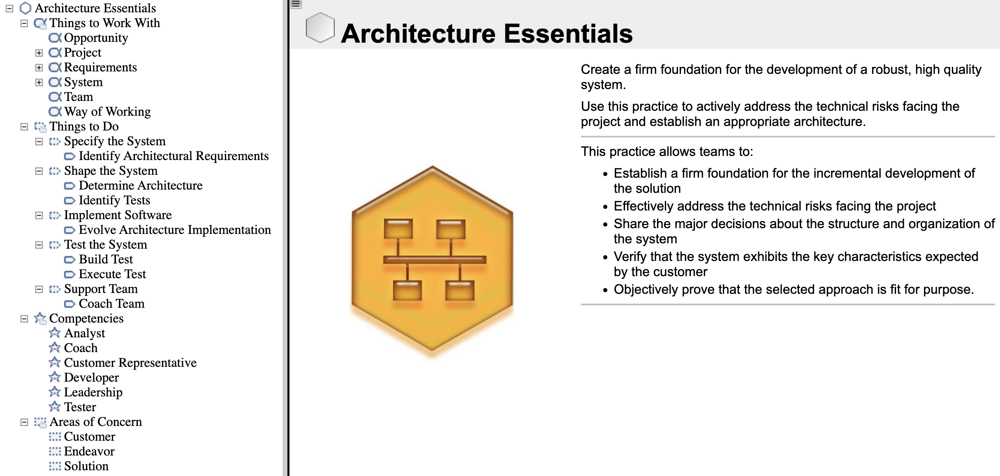 Architecture Essentials
Things to Work With
Opportunity
Project
Requirements
System
Team
Way of Working
Things to Do
Specify the System
Identify Architectural Requirements
Shape the System
Determine Architecture
Identify Tests
Implement Software
Evolve Architecture Implementation
Test the System
Build Test
Execute Test
Support Team
Coach Team
Competencies
Analyst
Coach
Customer Representative
Developer
Leadership
Tester
Areas of Concern
Customer
Endeavor
Solution
Architecture Essentials
Create a firm foundation for the development of a robust, high quality
system.
Use this practice to actively address the technical risks facing the
project and establish an appropriate architecture.
This practice allows teams to:
• Establish a firm foundation for the incremental development of
the solution
• Effectively address the technical risks facing the project
• Share the major decisions about the structure and organization of
the system
• Verify that the system exhibits the key characteristics expected
by the customer
• Objectively prove that the selected approach is fit for purpose.